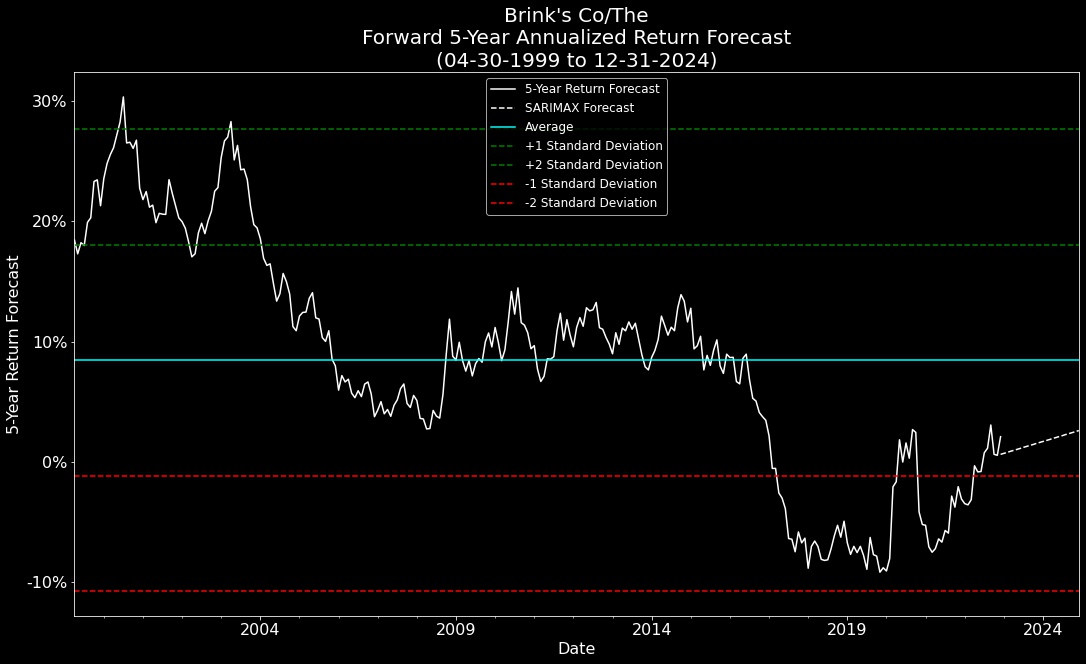 Brink's Co/The
Forward 5-Year Annualized Return Forecast
(04-30-1999 to 12-31-2024)
5-Year Return Forecast
SARIMAX Forecast
Average
+1 Standard Deviation
+2 Standard Deviation
-1 Standard Deviation
-2 Standard Deviation
30%
20%
10%
0%
-10%
5-Year Return Forecast
2004
2009
2014
2019
2024
Date